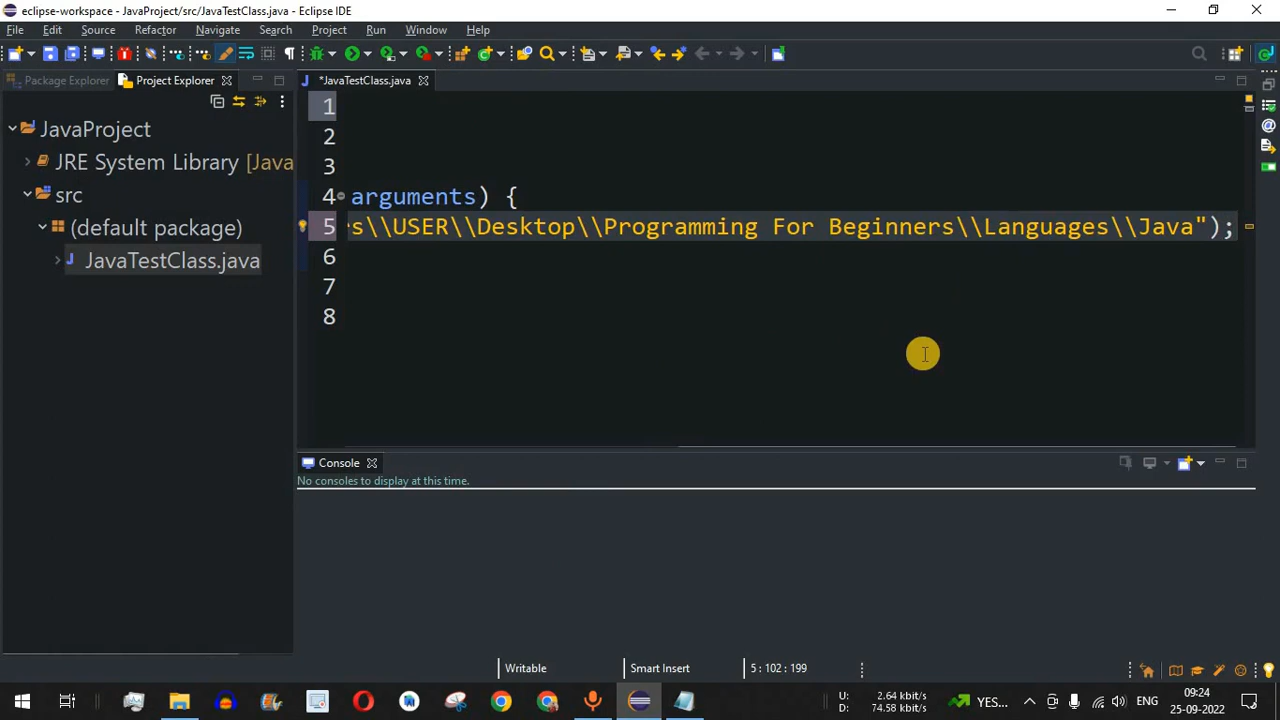 eclipse-workspace - JavaProject/src/JavaTestClass.java - Eclipse IDE
File Edit Source Refactor Navigate Search Project Run Window Help
Package Explorer Project Explorer *JavaTestClass.java
1
JavaProject
2
JRE System Library [Java
3
src
4 arguments) {
(default package)
5 s\\USER\\Desktop\\Programming For Beginners\\Languages\\Java");
JavaTestClass.java
6
7
8
Console
No consoles to display at this time.
Writable Smart Insert 5 : 102 : 199
U: 2.64 kbit/s
D: 74.58 kbit/s
YES...
ENG
09:24
25-09-2022